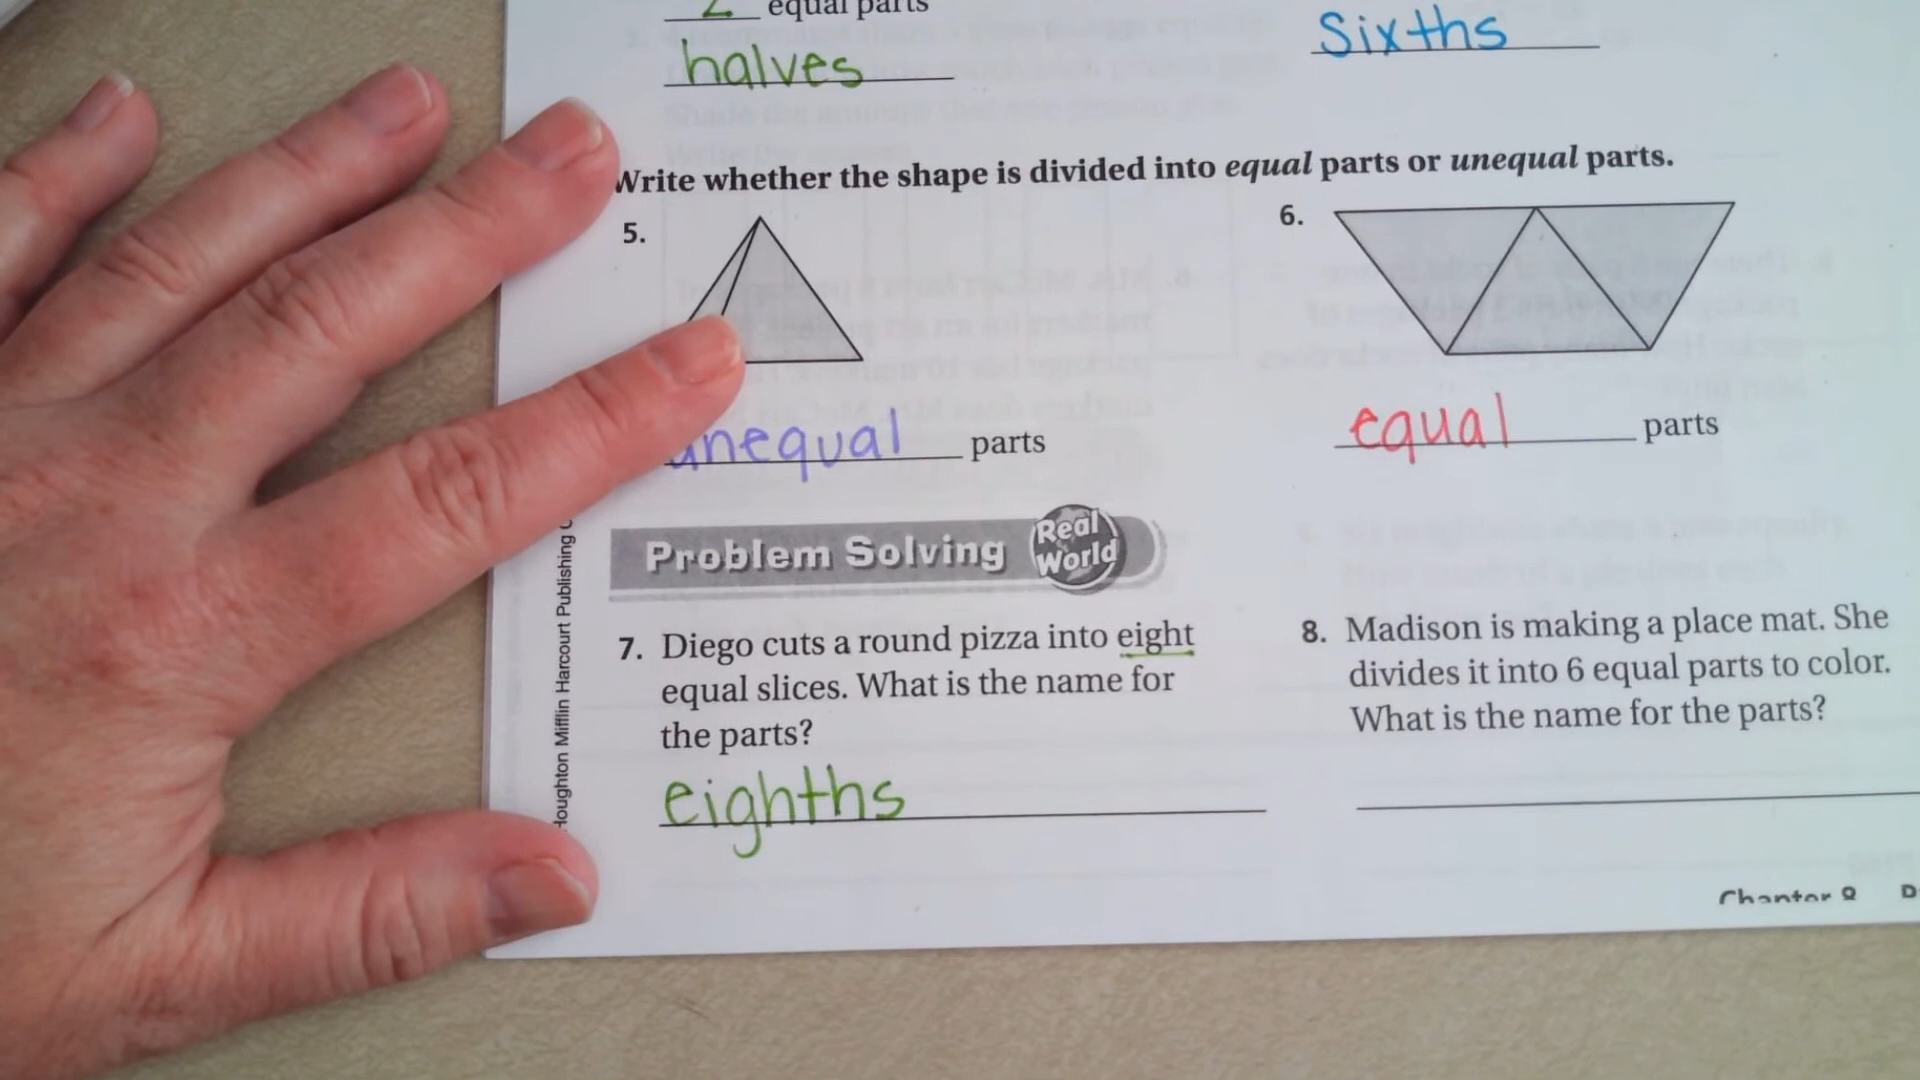 2 equal parts
halves
Sixths
Write whether the shape is divided into equal parts or unequal parts.
5.
6.
unequal parts
equal parts
Problem Solving Real World
7. Diego cuts a round pizza into eight
equal slices. What is the name for
the parts?
eighths
8. Madison is making a place mat. She
divides it into 6 equal parts to color.
What is the name for the parts?
Houghton Mifflin Harcourt Publishing
Chapter 8